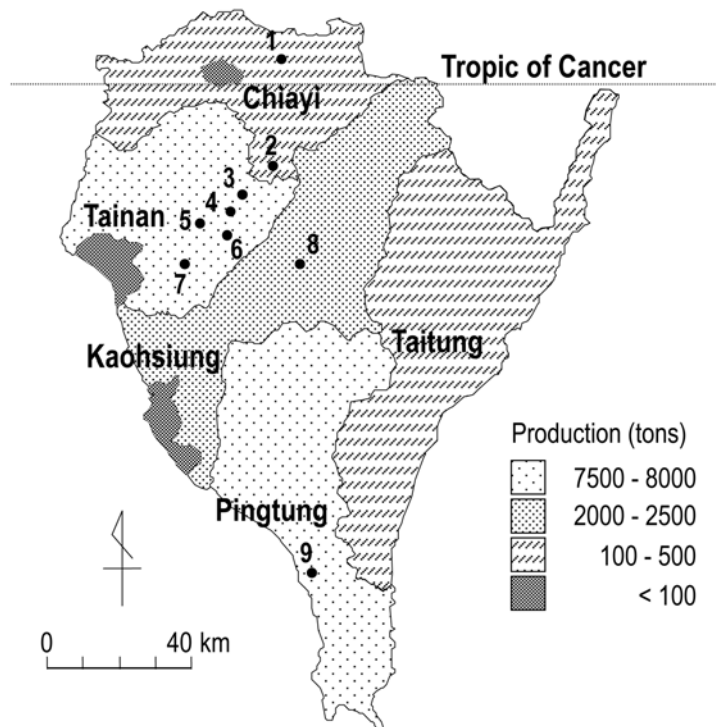 1
Tropic of Cancer
Chiayi
2
3
4
Tainan
5
6
8
7
Kaohsiung
Taitung
Production (tons)
7500 - 8000
2000 - 2500
100 - 500
< 100
Pingtung
9
0 40 km